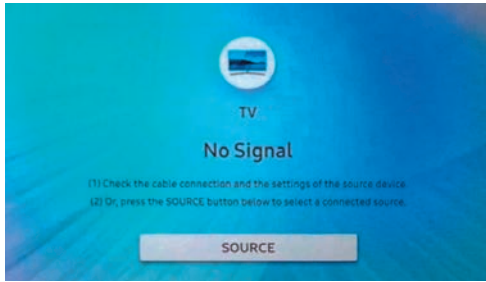 TV
No Signal
(1) Check the cable connection and the settings of the source device.
(2) Or, press the SOURCE button below to select a connected source.
SOURCE